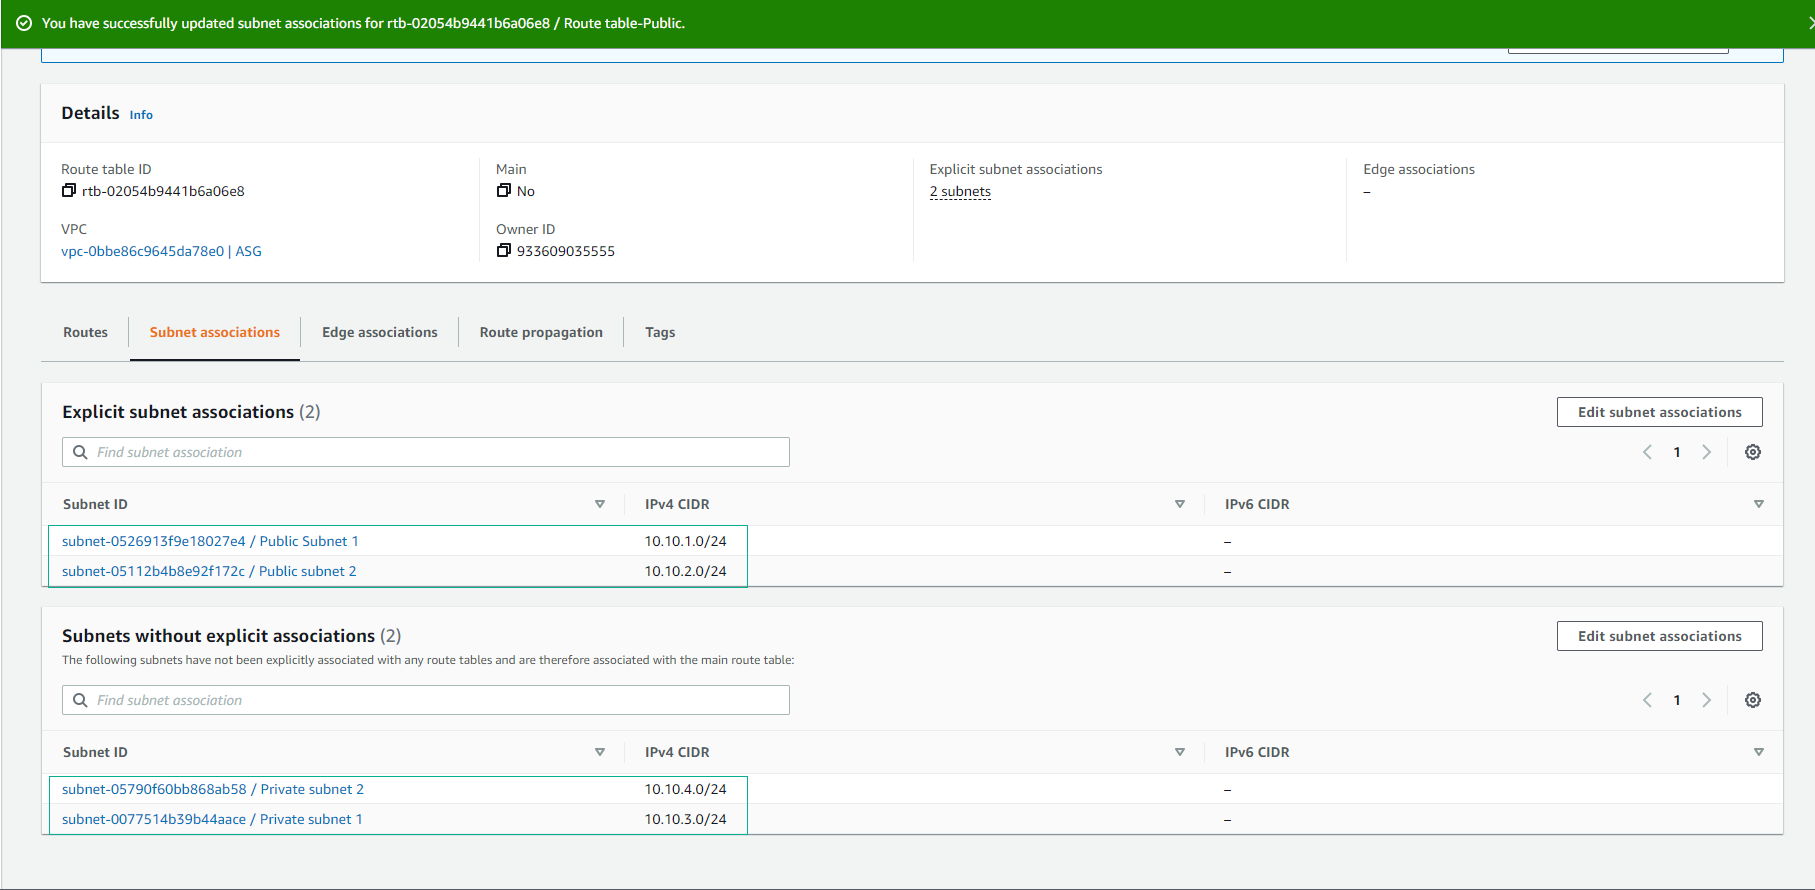 You have successfully updated subnet associations for rtb-02054b9441b6a06e8 / Route table-Public.
Details Info
Route table ID
rtb-02054b9441b6a06e8
Main
No
Explicit subnet associations
2 subnets
Edge associations
–
VPC
vpc-0bbe86c9645da78e0 | ASG
Owner ID
933609035555
Routes Subnet associations Edge associations Route propagation Tags
Explicit subnet associations (2) Edit subnet associations
Find subnet association 1
Subnet ID IPv4 CIDR IPv6 CIDR
subnet-0526913f9e18027e4 / Public Subnet 1 10.10.1.0/24 –
subnet-05112b4b8e92f172c / Public subnet 2 10.10.2.0/24 –
Subnets without explicit associations (2) Edit subnet associations
The following subnets have not been explicitly associated with any route tables and are therefore associated with the main route table:
Find subnet association 1
Subnet ID IPv4 CIDR IPv6 CIDR
subnet-05790f60bb868ab58 / Private subnet 2 10.10.4.0/24 –
subnet-0077514b39b44aace / Private subnet 1 10.10.3.0/24 –